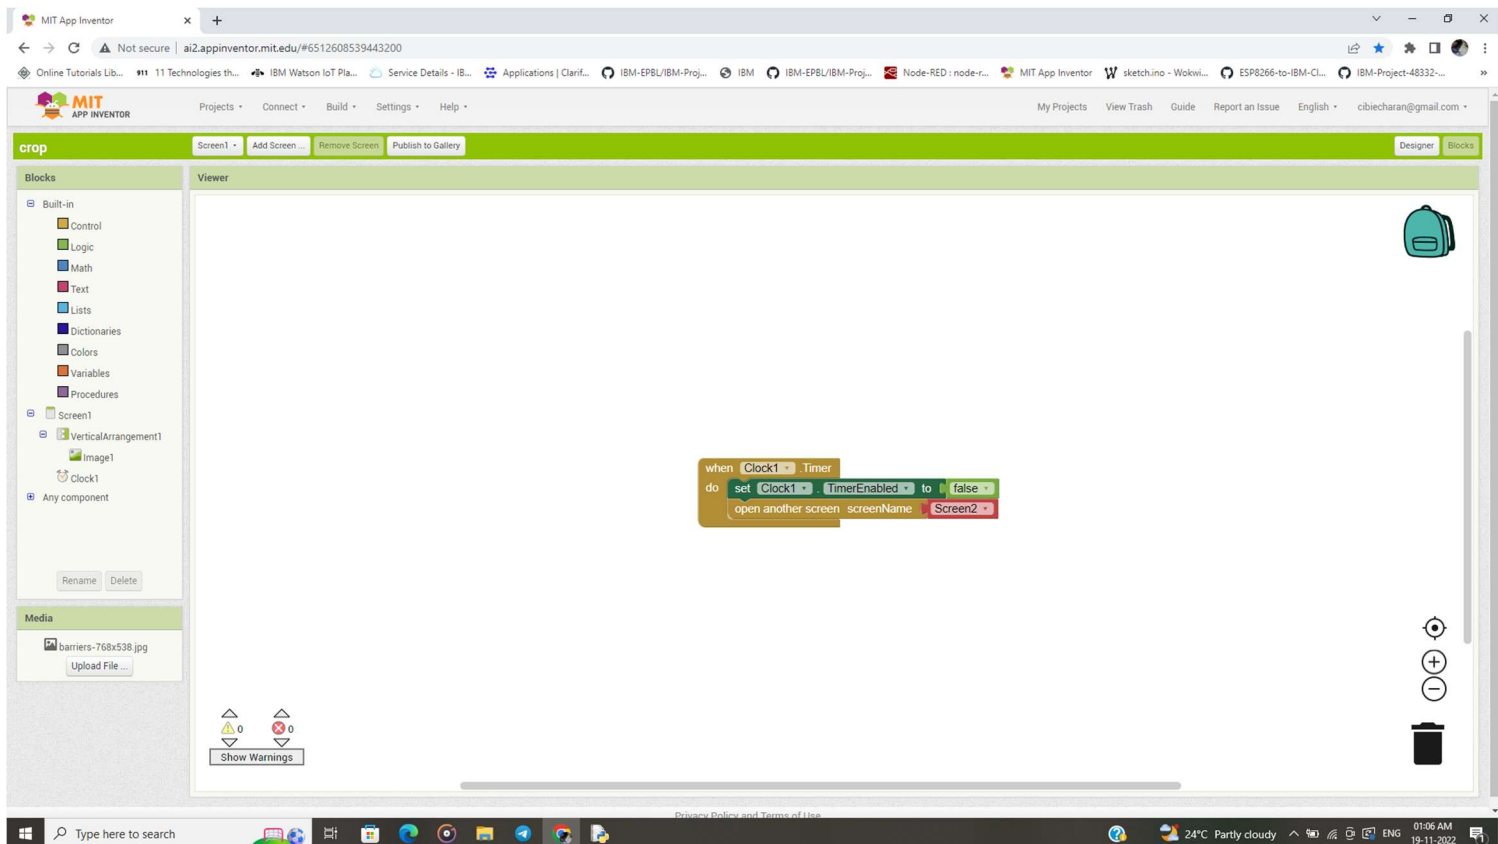 MIT App Inventor
Not secure | ai2.appinventor.mit.edu/#6512608539443200
Online Tutorials Lib... 911 11 Technologies th... IBM Watson IoT Pla... Service Details - IB... Applications | Clarif... IBM-EPBL/IBM-Proj... IBM IBM-EPBL/IBM-Proj... Node-RED : node-r... MIT App Inventor sketch.ino - Wokwi... ESP8266-to-IBM-Cl... IBM-Project-48332-... »
MIT
APP INVENTOR
Projects Connect Build Settings Help My Projects View Trash Guide Report an Issue English cibiecharan@gmail.com
crop Screen1 Add Screen ... Remove Screen Publish to Gallery Designer Blocks
Blocks
Viewer
Built-in
Control
Logic
Math
Text
Lists
Dictionaries
Colors
Variables
Procedures
Screen1
VerticalArrangement1
Image1
Clock1
Any component
Rename Delete
Media
barriers-768x538.jpg
Upload File ...
when Clock1 .Timer
do set Clock1 . TimerEnabled to false
open another screen screenName Screen2
0 0
Show Warnings
Privacy Policy and Terms of Use
Type here to search
24°C Partly cloudy ENG 01:06 AM
19-11-2022